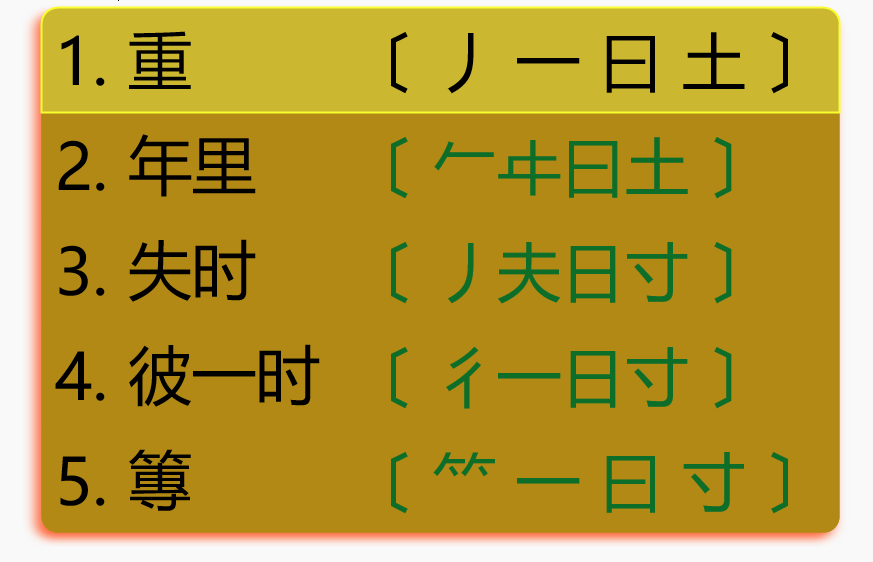 1. 重 〔 丿 一 日 土 〕
2. 年里 〔 𠂉㐄日土 〕
3. 失时 〔 丿夫日寸 〕
4. 彼一时 〔 彳一日寸 〕
5. 篿 〔 𥫗 一 日 寸 〕